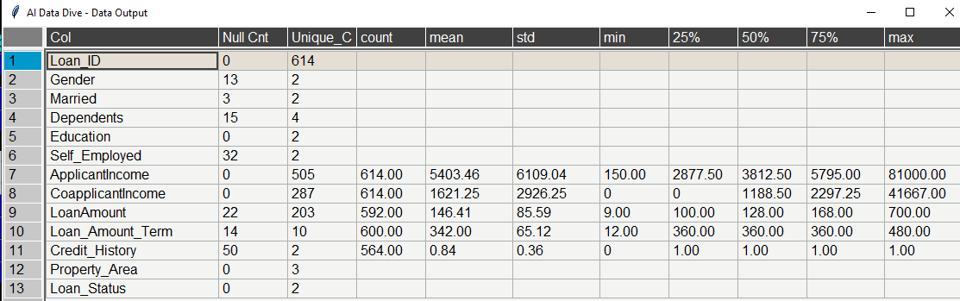 AI Data Dive - Data Output
Col Null Cnt Unique_C count mean std min 25% 50% 75% max
1 Loan_ID 0 614
2 Gender 13 2
3 Married 3 2
4 Dependents 15 4
5 Education 0 2
6 Self_Employed 32 2
7 ApplicantIncome 0 505 614.00 5403.46 6109.04 150.00 2877.50 3812.50 5795.00 81000.00
8 CoapplicantIncome 0 287 614.00 1621.25 2926.25 0 0 1188.50 2297.25 41667.00
9 LoanAmount 22 203 592.00 146.41 85.59 9.00 100.00 128.00 168.00 700.00
10 Loan_Amount_Term 14 10 600.00 342.00 65.12 12.00 360.00 360.00 360.00 480.00
11 Credit_History 50 2 564.00 0.84 0.36 0 1.00 1.00 1.00 1.00
12 Property_Area 0 3
13 Loan_Status 0 2